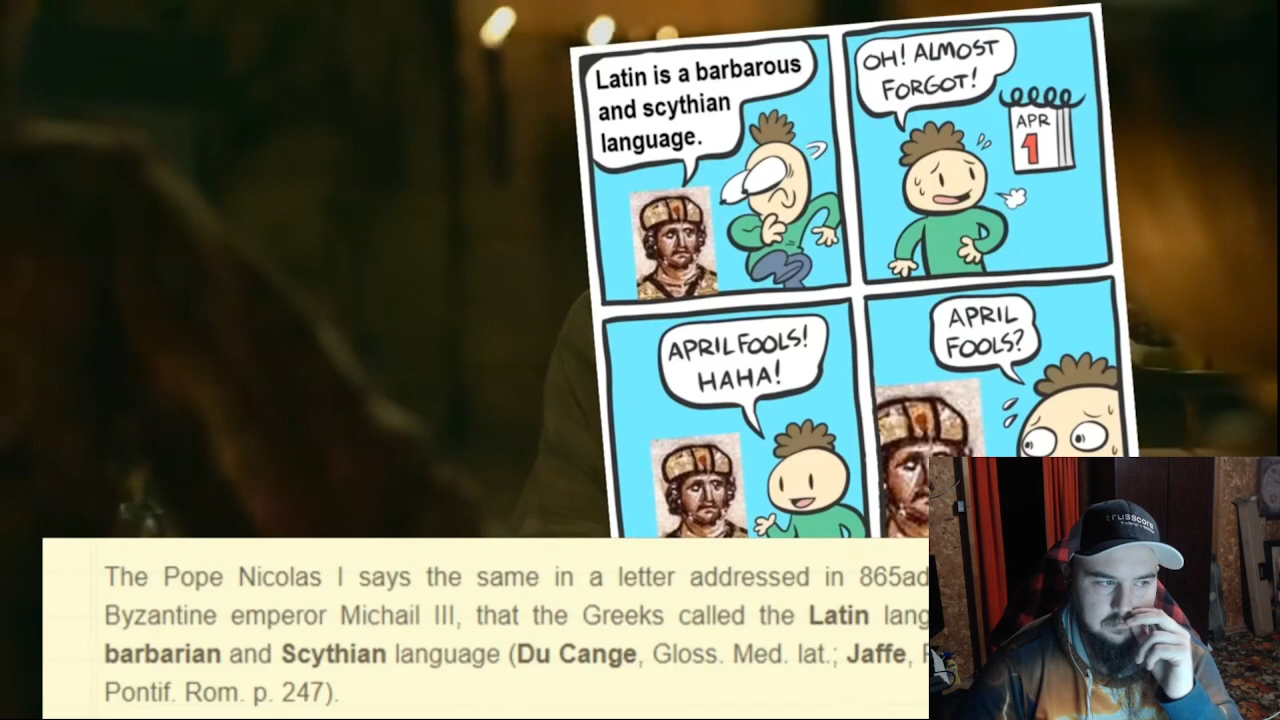 Latin is a barbarous
and scythian
language.
OH! ALMOST
FORGOT!
APR
1
APRIL FOOLS!
HAHA!
APRIL
FOOLS?
The Pope Nicolas I says the same in a letter addressed in 865ad
Byzantine emperor Michail III, that the Greeks called the Latin lang
barbarian and Scythian language (Du Cange, Gloss. Med. lat.; Jaffe,
Pontif. Rom. p. 247).
trusscore